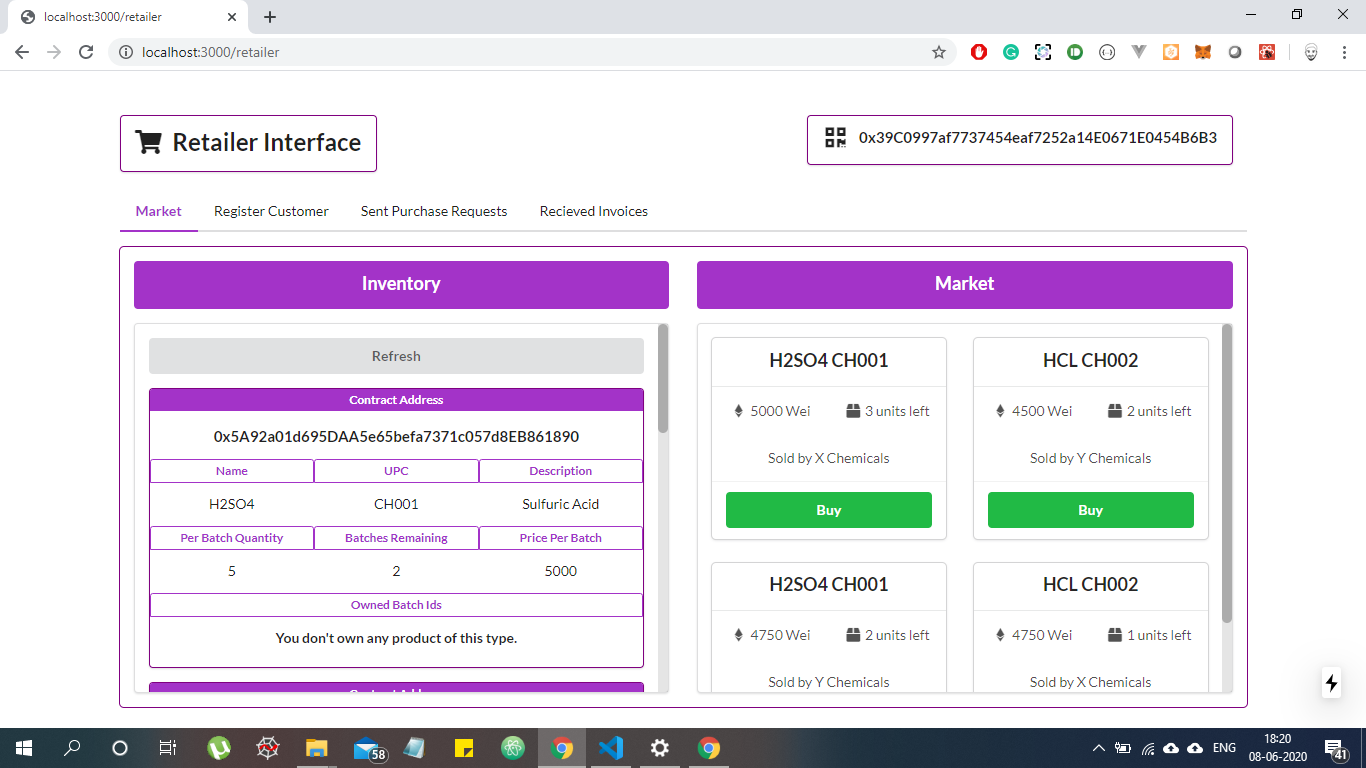 localhost:3000/retailer
localhost:3000/retailer
Retailer Interface
0x39C0997af7737454eaf7252a14E0671E0454B6B3
Market Register Customer Sent Purchase Requests Recieved Invoices
Inventory
Refresh
Contract Address
0x5A92a01d695DAA5e65befa7371c057d8EB861890
Name UPC Description
H2SO4 CH001 Sulfuric Acid
Per Batch Quantity Batches Remaining Price Per Batch
5 2 5000
Owned Batch Ids
You don't own any product of this type.
Market
H2SO4 CH001
5000 Wei 3 units left
Sold by X Chemicals
Buy
HCL CH002
4500 Wei 2 units left
Sold by Y Chemicals
Buy
H2SO4 CH001
4750 Wei 2 units left
Sold by Y Chemicals
HCL CH002
4750 Wei 1 units left
Sold by X Chemicals
58
ENG
18:20
08-06-2020
41